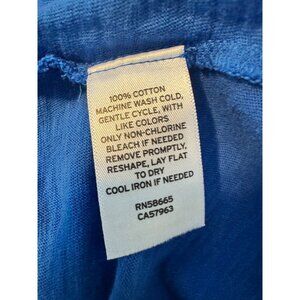 100% COTTON
MACHINE WASH COLD,
GENTLE CYCLE, WITH
LIKE COLORS
ONLY NON-CHLORINE
BLEACH IF NEEDED
REMOVE PROMPTLY,
RESHAPE, LAY FLAT
TO DRY
COOL IRON IF NEEDED
RN58665
CA57963